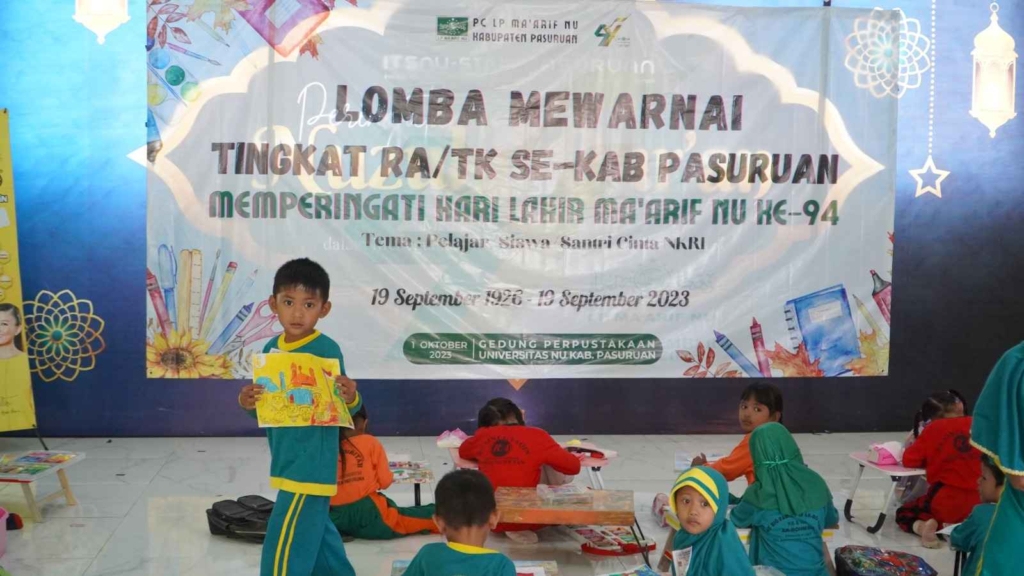 PC LP MA'ARIF NU
KABUPATEN PASURUAN
LOMBA MEWARNAI
TINGKAT RA/TK SE-KAB PASURUAN
MEMPERINGATI HARI LAHIR MA'ARIF NU KE-94
Tema : Pelajar, Siswa/Santri Cinta NKRI
19 September 1926 - 19 September 2023
1 OKTOBER
2023
GEDUNG PERPUSTAKAAN
UNIVERSITAS NU KAB. PASURUAN